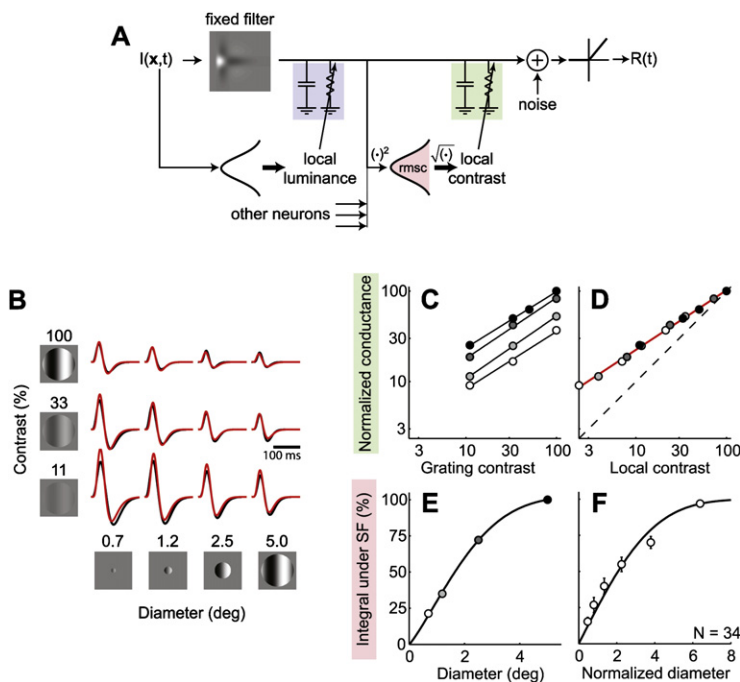 A
fixed filter
I(x,t)
R(t)
noise
local
luminance
(·)²
rmsc
√(·)
local
contrast
other neurons
B
Contrast (%)
100
33
11
100 ms
0.7 1.2 2.5 5.0
Diameter (deg)
Normalized conductance
C
100
30
10
3
3 10 30 100
Grating contrast
D
3 10 30 100
Local contrast
Integral under SF (%)
E
100
75
50
25
0
0 2 4
Diameter (deg)
F
N = 34
0 2 4 6 8
Normalized diameter